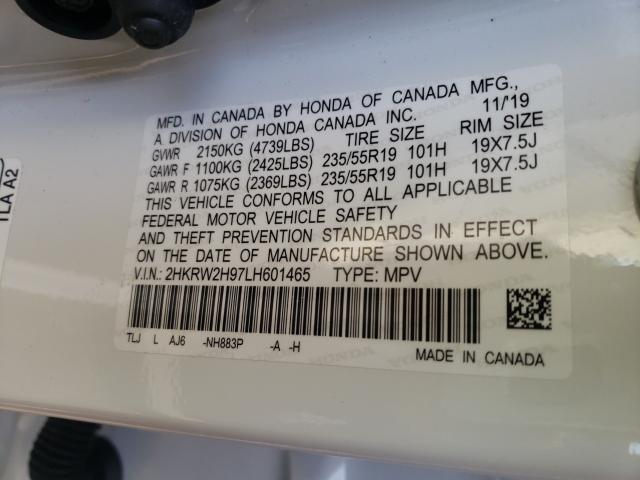 MFD. IN CANADA BY HONDA OF CANADA MFG.,
A DIVISION OF HONDA CANADA INC. 11/19
GVWR 2150KG (4739LBS) TIRE SIZE RIM SIZE
GAWR F 1100KG (2425LBS) 235/55R19 101H 19X7.5J
GAWR R 1075KG (2369LBS) 235/55R19 101H 19X7.5J
THIS VEHICLE CONFORMS TO ALL APPLICABLE
FEDERAL MOTOR VEHICLE SAFETY
AND THEFT PREVENTION STANDARDS IN EFFECT
ON THE DATE OF MANUFACTURE SHOWN ABOVE.
V.I.N.: 2HKRW2H97LH601465 TYPE: MPV
TLJ L AJ6 -NH883P -A -H
MADE IN CANADA
TLA A2